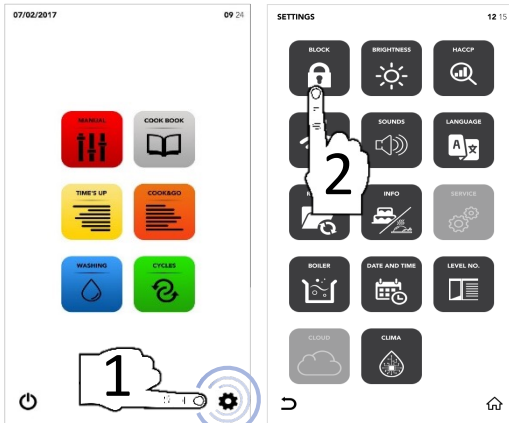 07/02/2017 09 24
MANUAL COOK BOOK
TIME'S UP COOK&GO
WASHING CYCLES
1
SETTINGS 12 15
BLOCK BRIGHTNESS HACCP
SOUNDS LANGUAGE
A
2
INFO SERVICE
BOILER DATE AND TIME LEVEL NO.
CLOUD CLIMA